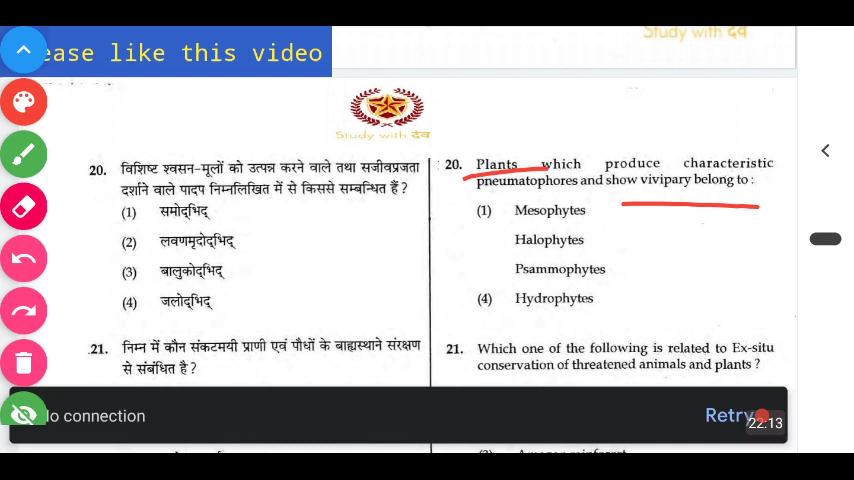 ease like this video
Study with देव
Study with देव
20. विशिष्ट श्वसन-मूलों को उत्पन्न करने वाले तथा सजीवप्रजता
दर्शाने वाले पादप निम्नलिखित में से किससे सम्बन्धित हैं ?
(1) समोद्भिद्
(2) लवणमृदोद्भिद्
(3) बालुकोद्भिद्
(4) जलोद्भिद्
21. निम्न में कौन संकटमयी प्राणी एवं पौधों के बाह्यस्थाने संरक्षण
से संबंधित है ?
20. Plants which produce characteristic
pneumatophores and show vivipary belong to :
(1) Mesophytes
Halophytes
Psammophytes
(4) Hydrophytes
21. Which one of the following is related to Ex-situ
conservation of threatened animals and plants ?
No connection
Retry
22:13